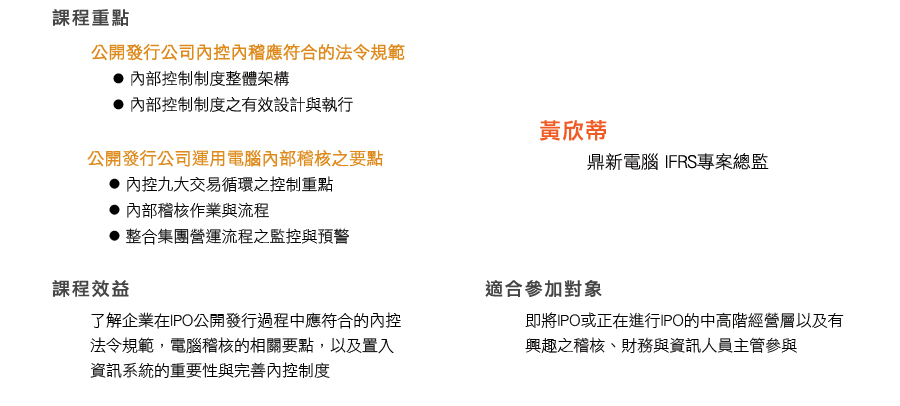 課程重點
公開發行公司內控內稽應符合的法令規範
● 內部控制制度整體架構
● 內部控制制度之有效設計與執行
公開發行公司運用電腦內部稽核之要點
● 內控九大交易循環之控制重點
● 內部稽核作業與流程
● 整合集團營運流程之監控與預警
黃欣蒂
鼎新電腦 IFRS專案總監
課程效益
了解企業在IPO公開發行過程中應符合的內控
法令規範，電腦稽核的相關要點，以及置入
資訊系統的重要性與完善內控制度
適合參加對象
即將IPO或正在進行IPO的中高階經營層以及有
興趣之稽核、財務與資訊人員主管參與